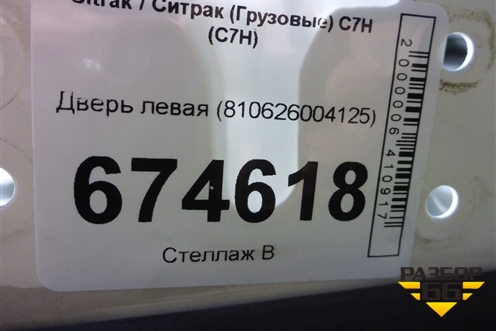 Sitrak / Ситрак (Грузовые) C7H
(C7H)
Дверь левая (810626004125)
674618
Стеллаж В
2000006410917
РАЗБОР
66